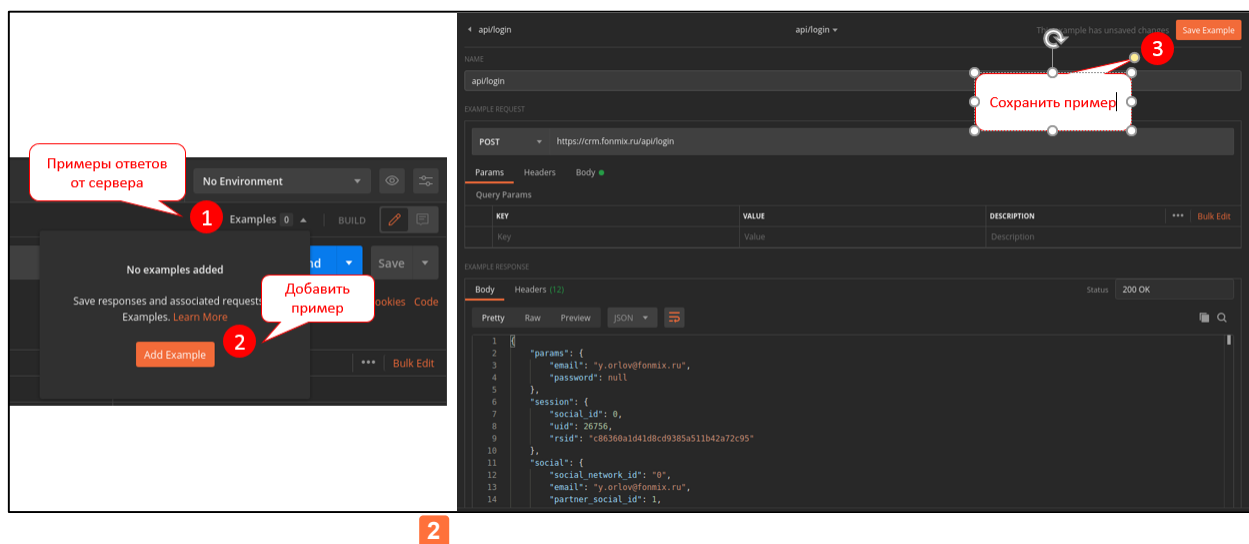 Примеры ответов
от сервера
No Environment
1
Examples 0
BUILD
No examples added
nd
Save
Save responses and associated requests
Examples. Learn More
Добавить
пример
ookies Code
2
Add Example
••• Bulk Edit
api/login
api/login
The example has unsaved changes
Save Example
3
NAME
api/login
Сохранить пример
EXAMPLE REQUEST
POST
https://crm.fonmix.ru/api/login
Params Headers Body
Query Params
KEY VALUE DESCRIPTION ••• Bulk Edit
Key Value Description
EXAMPLE RESPONSE
Body Headers (12) Status 200 OK
Pretty Raw Preview JSON
1 {
2 "params": {
3 "email": "y.orlov@fonmix.ru",
4 "password": null
5 },
6 "session": {
7 "social_id": 0,
8 "uid": 26756,
9 "rsid": "c86360a1d41d8cd9385a511b42a72c95"
10 },
11 "social": {
12 "social_network_id": "0",
13 "email": "y.orlov@fonmix.ru",
14 "partner_social_id": 1,
2